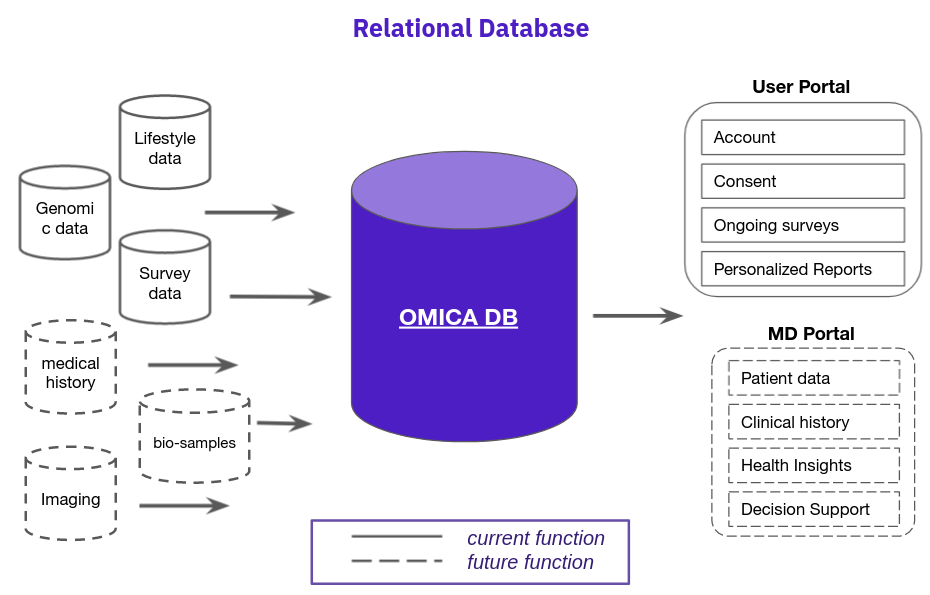 Relational Database
Lifestyle
data
Genomi
c data
Survey
data
medical
history
bio-samples
Imaging
OMICA DB
User Portal
Account
Consent
Ongoing surveys
Personalized Reports
MD Portal
Patient data
Clinical history
Health Insights
Decision Support
current function
future function